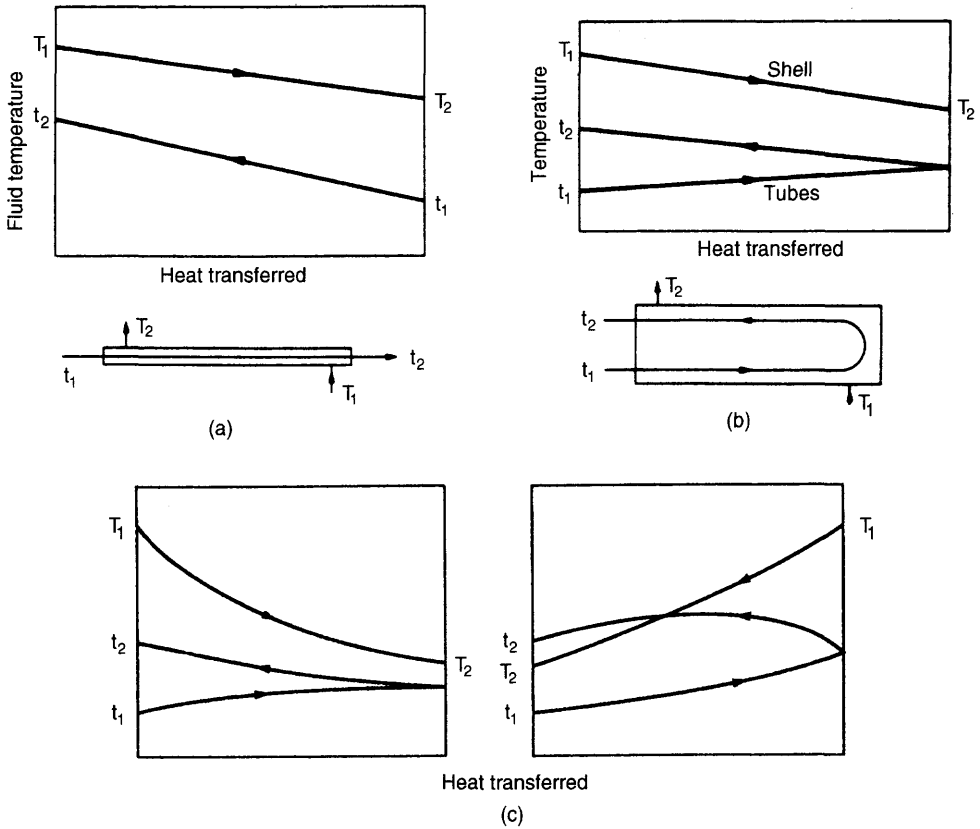 T₁
T₂
t₂
t₁
Fluid temperature
Heat transferred
T₂
t₁
t₂
T₁
(a)
T₁
Shell
T₂
t₂
t₁
Tubes
Temperature
Heat transferred
T₂
t₂
t₁
T₁
(b)
T₁
t₂
T₂
t₁
T₁
t₂
T₂
t₁
Heat transferred
(c)